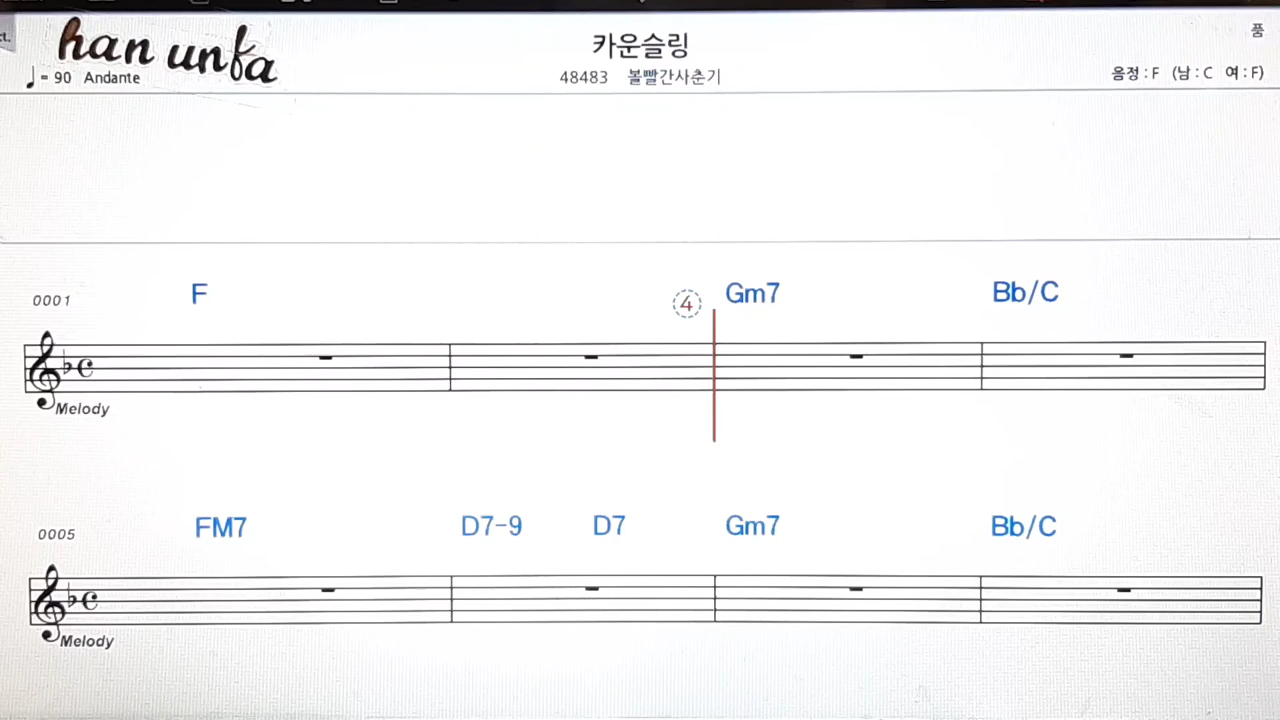 ct.
han unfa
♩= 90 Andante
카운슬링
48483 볼빨간사춘기
품
음정 : F (남 : C 여 : F)
0001
F
④
Gm7
Bb/C
Melody
0005
FM7
D7-9
D7
Gm7
Bb/C
Melody